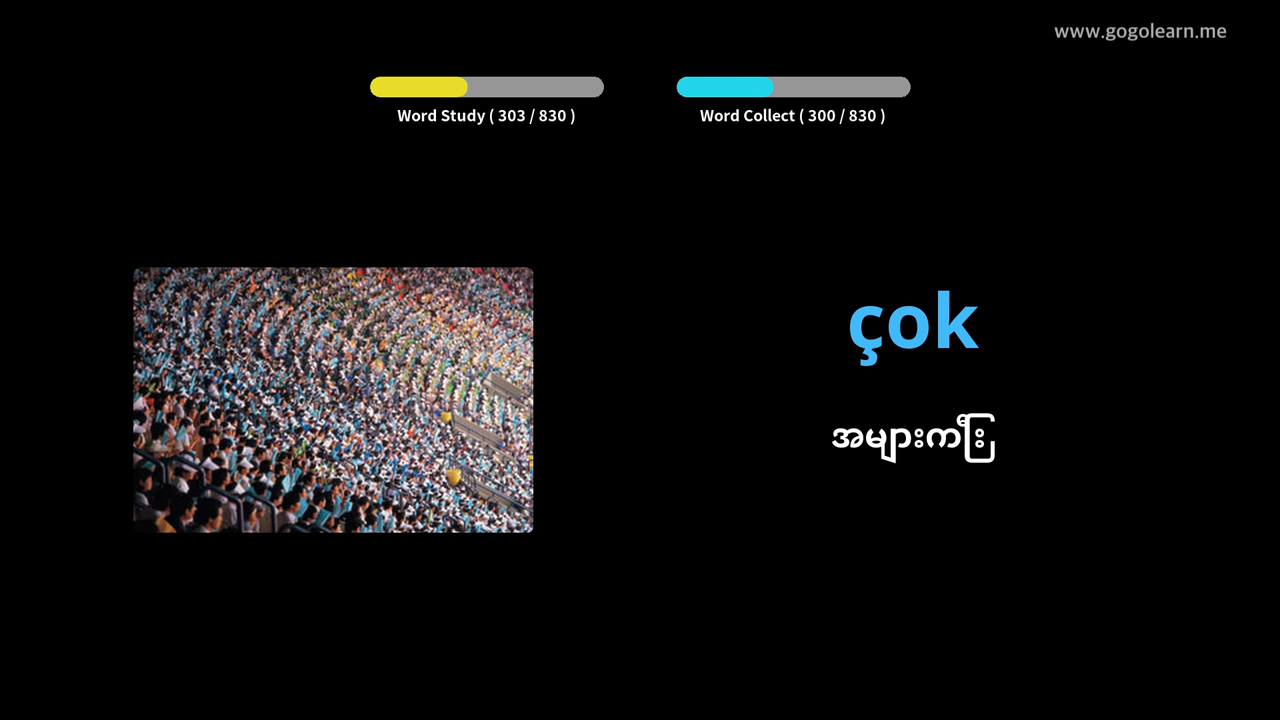 www.gogolearn.me
Word Study ( 303 / 830 )
Word Collect ( 300 / 830 )
çok
အများကြီး